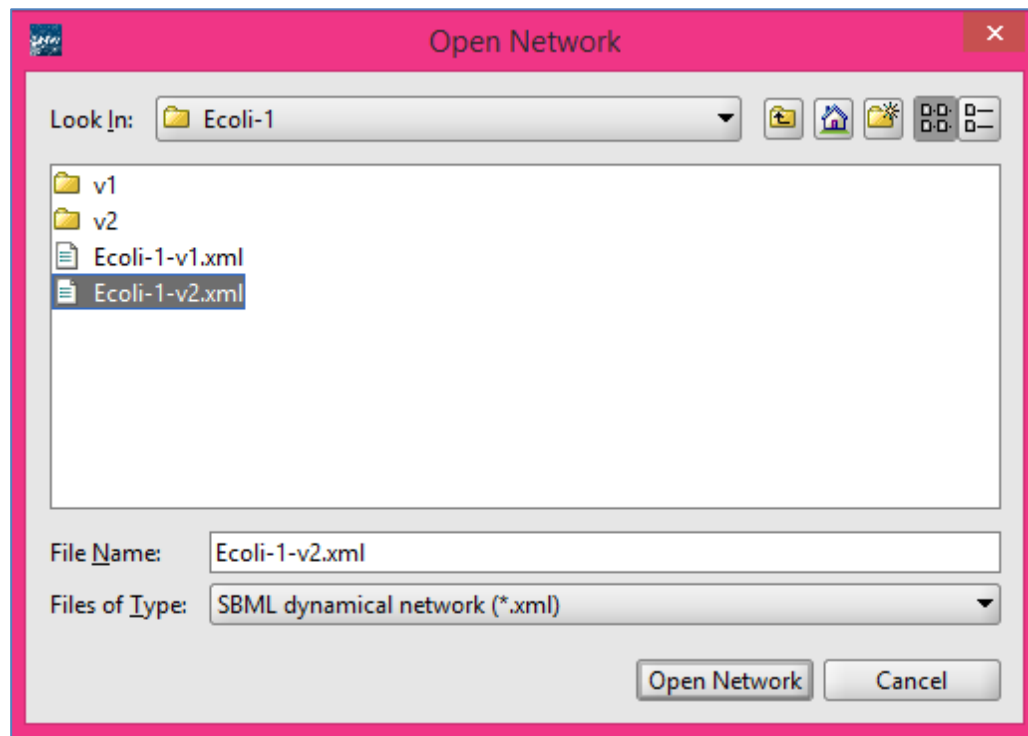 Open Network
Look In: Ecoli-1
v1
v2
Ecoli-1-v1.xml
Ecoli-1-v2.xml
File Name: Ecoli-1-v2.xml
Files of Type: SBML dynamical network (*.xml)
Open Network Cancel